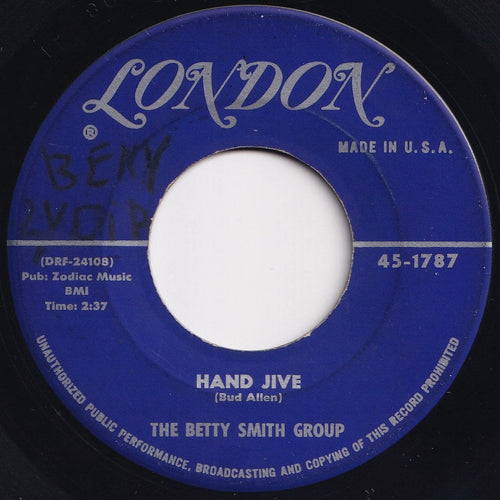 LONDON
®
MADE IN U.S.A.
(DRF-24108)
Pub: Zodiac Music
BMI
Time: 2:37
45-1787
HAND JIVE
(Bud Allen)
THE BETTY SMITH GROUP
UNAUTHORIZED PUBLIC PERFORMANCE, BROADCASTING AND COPYING OF THIS RECORD PROHIBITED